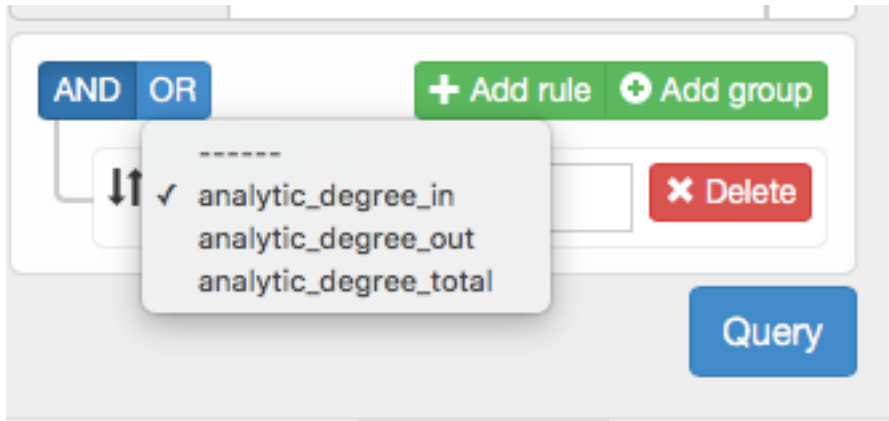 AND OR + Add rule Add group
------
✓ analytic_degree_in
analytic_degree_out
analytic_degree_total
Delete
Query